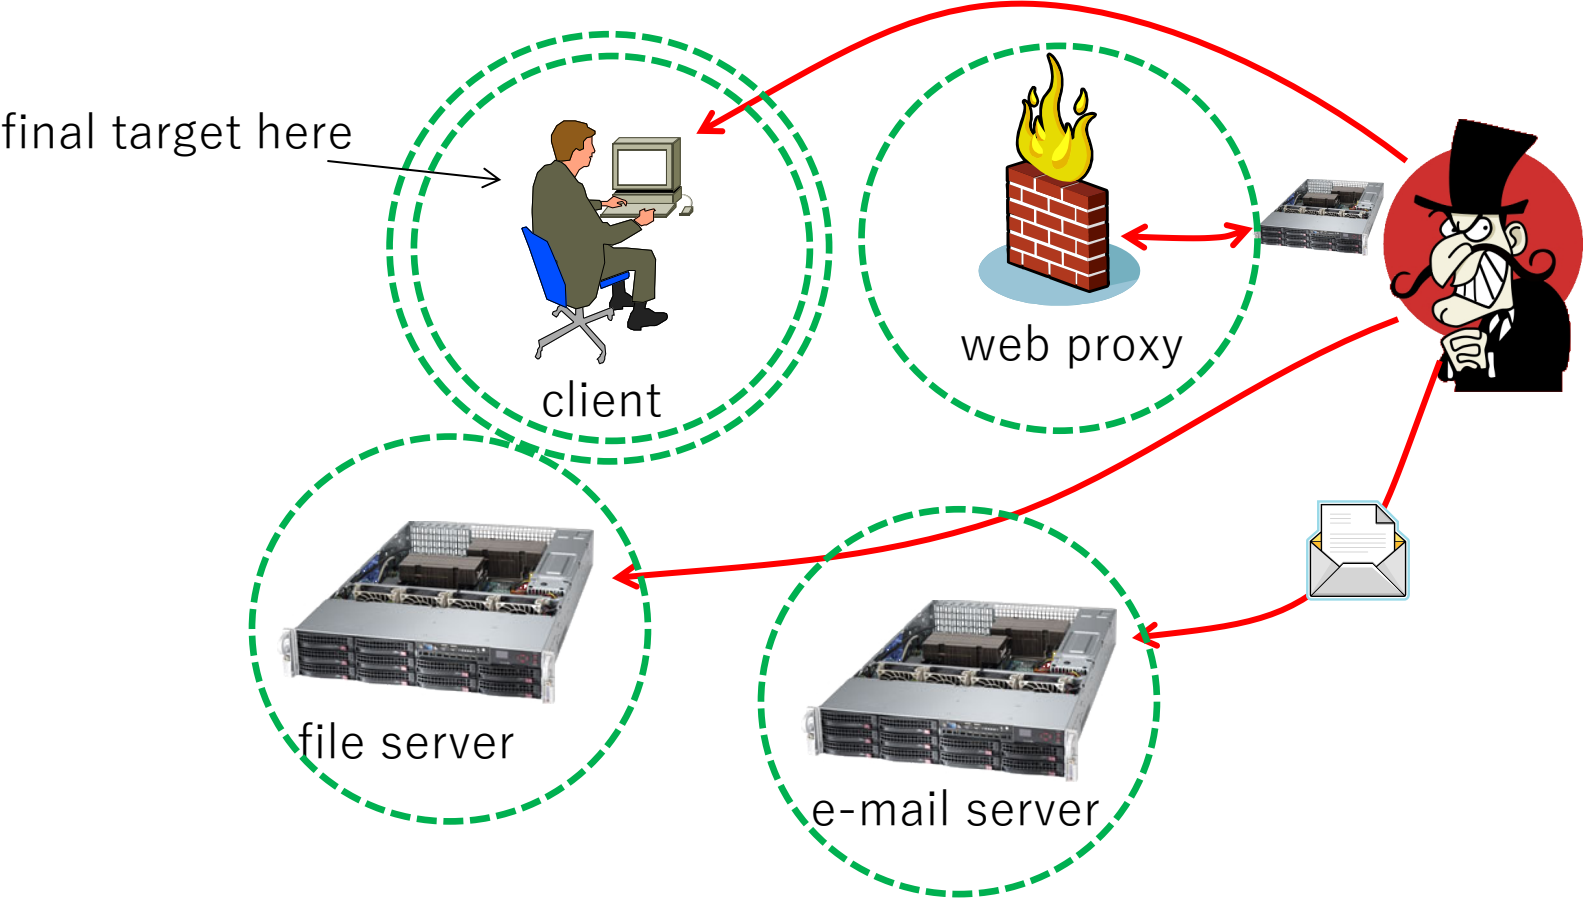 final target here
web proxy
client
file server
e-mail server